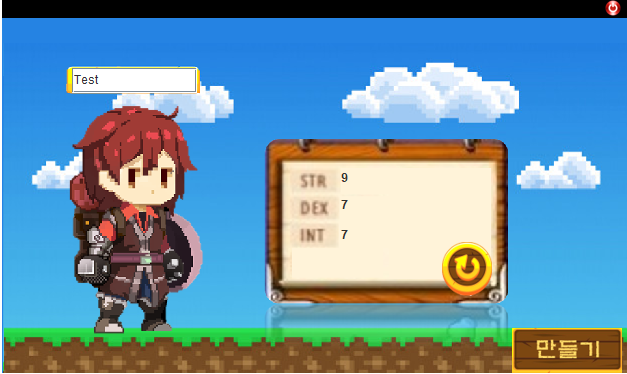 Test
STR 9
DEX 7
INT 7
만들기